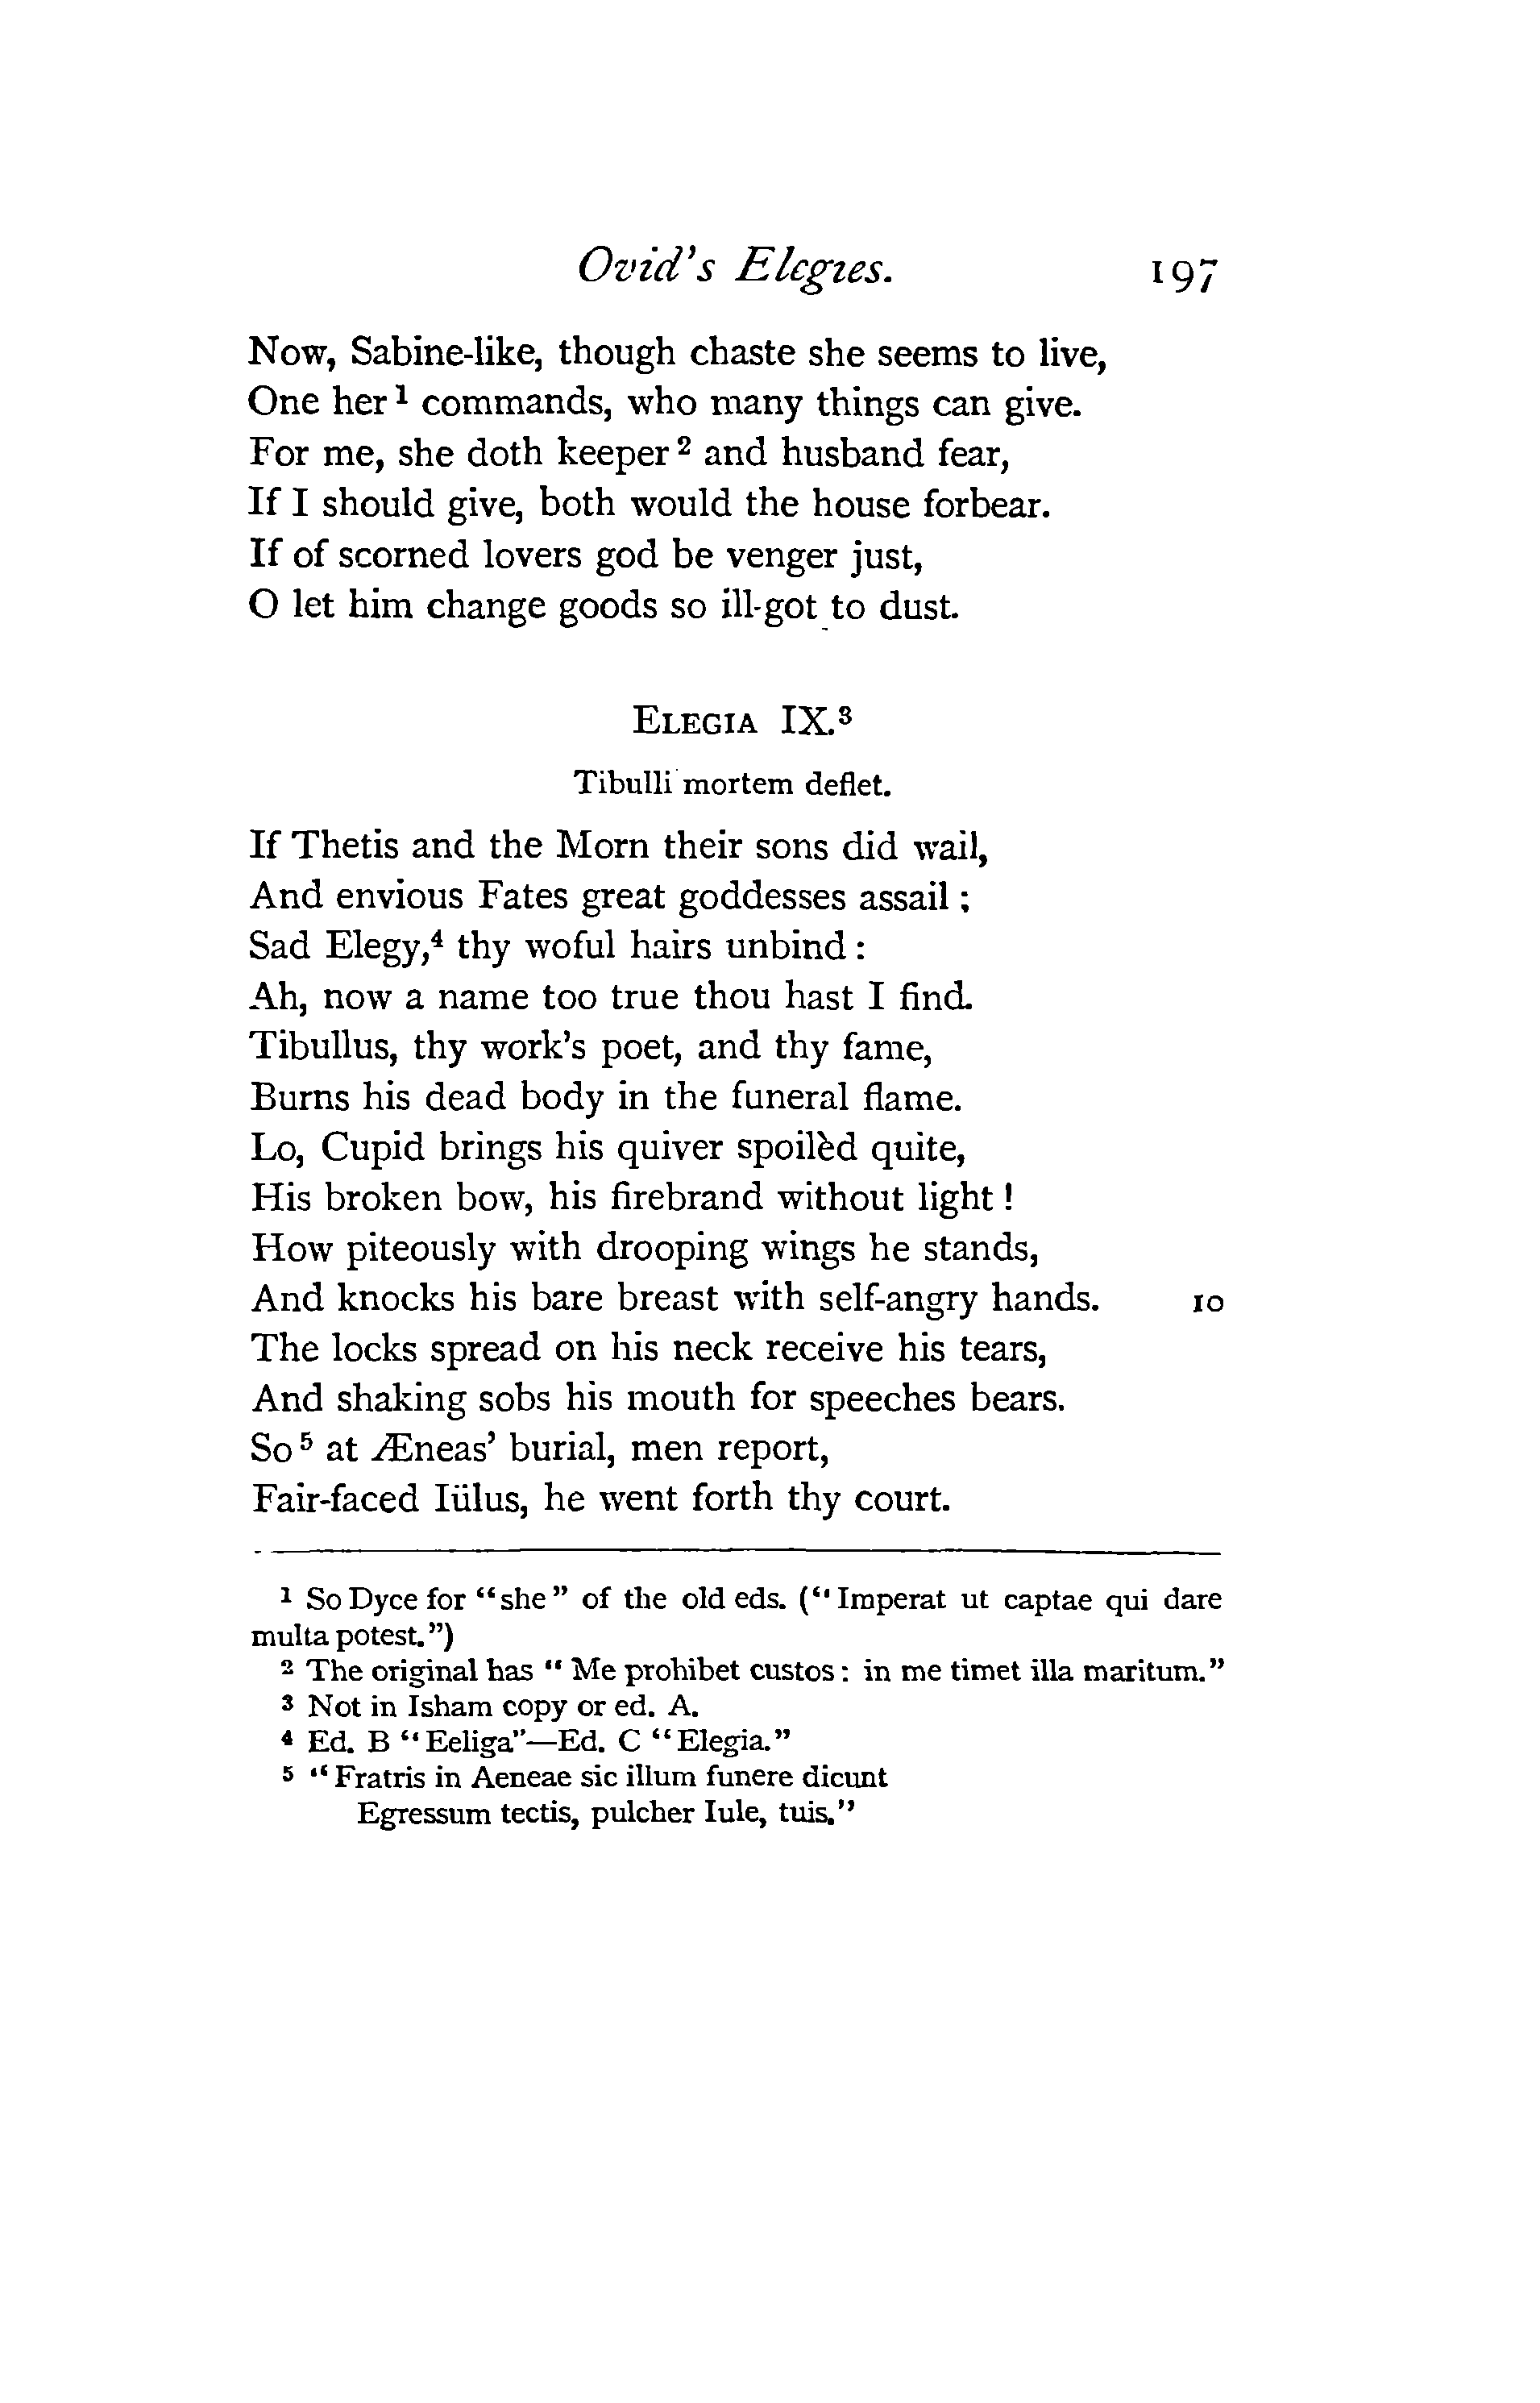 Ovid's Elegies. 197
Now, Sabine-like, though chaste she seems to live,
One her¹ commands, who many things can give.
For me, she doth keeper² and husband fear,
If I should give, both would the house forbear.
If of scorned lovers god be venger just,
O let him change goods so ill-got to dust.
ELEGIA IX.³
Tibulli mortem deflet.
If Thetis and the Morn their sons did wail,
And envious Fates great goddesses assail ;
Sad Elegy,⁴ thy woful hairs unbind :
Ah, now a name too true thou hast I find.
Tibullus, thy work's poet, and thy fame,
Burns his dead body in the funeral flame.
Lo, Cupid brings his quiver spoilèd quite,
His broken bow, his firebrand without light !
How piteously with drooping wings he stands,
And knocks his bare breast with self-angry hands. 10
The locks spread on his neck receive his tears,
And shaking sobs his mouth for speeches bears.
So⁵ at Æneas' burial, men report,
Fair-faced Iülus, he went forth thy court.
¹ So Dyce for "she" of the old eds. ("Imperat ut captae qui dare
multa potest.")
² The original has "Me prohibet custos : in me timet illa maritum."
³ Not in Isham copy or ed. A.
⁴ Ed. B "Eeliga"—Ed. C "Elegia."
⁵ "Fratris in Aeneae sic illum funere dicunt
Egressum tectis, pulcher Iule, tuis."